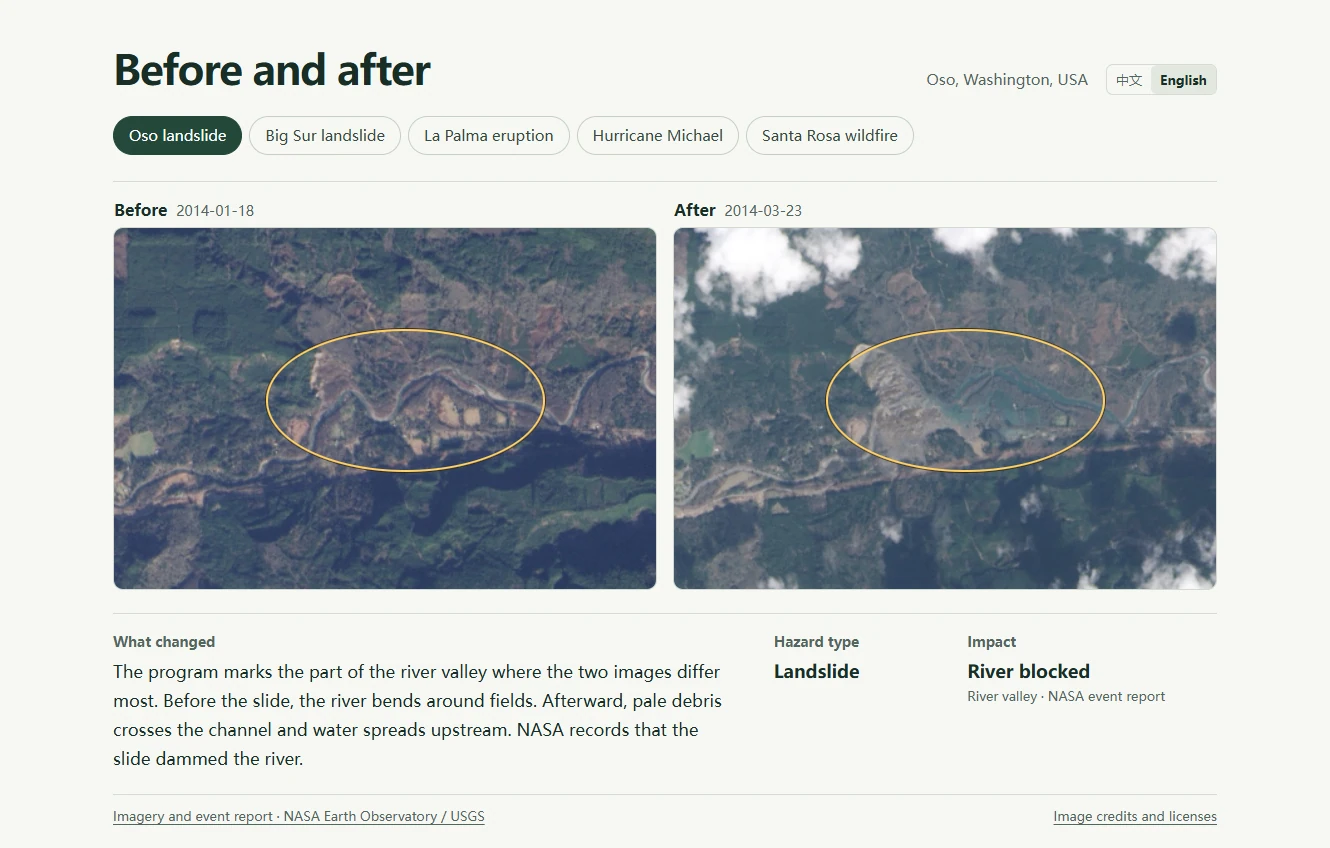 Before and after
Oso, Washington, USA
中文
English
Oso landslide
Big Sur landslide
La Palma eruption
Hurricane Michael
Santa Rosa wildfire
Before 2014-01-18
After 2014-03-23
What changed
The program marks the part of the river valley where the two images differ
most. Before the slide, the river bends around fields. Afterward, pale debris
crosses the channel and water spreads upstream. NASA records that the
slide dammed the river.
Hazard type
Landslide
Impact
River blocked
River valley · NASA event report
Imagery and event report · NASA Earth Observatory / USGS
Image credits and licenses